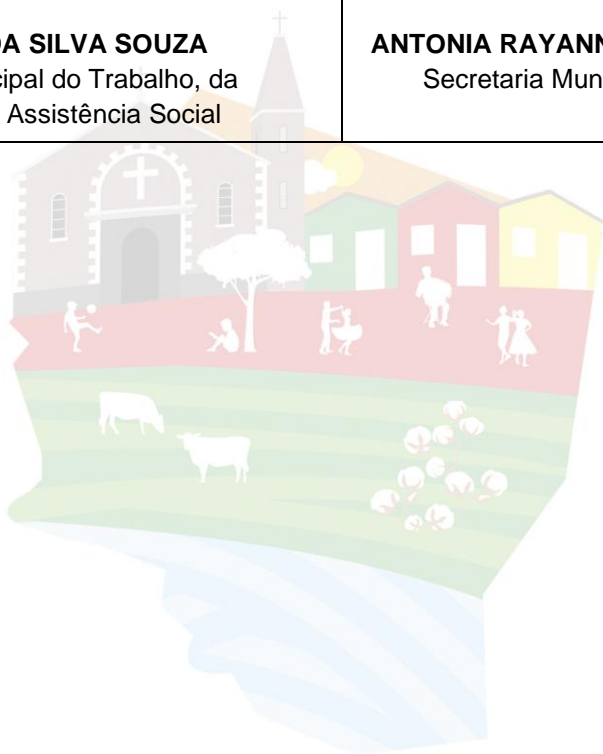 DA SILVA SOUZA
cipal do Trabalho, da
Assistência Social
ANTONIA RAYANN
Secretaria Mun